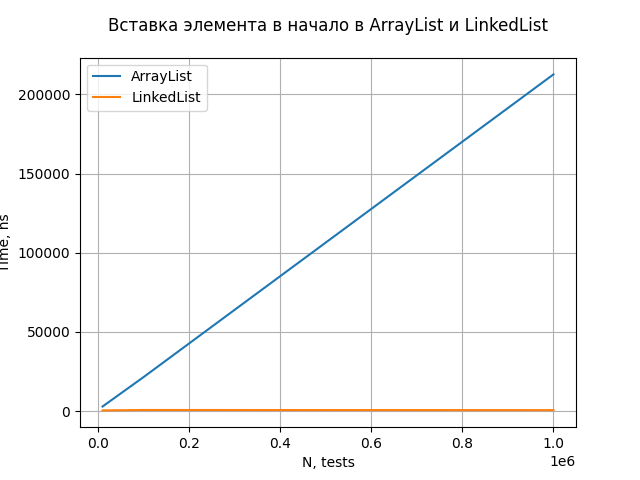 Вставка элемента в начало в ArrayList и LinkedList
ArrayList
LinkedList
200000
150000
100000
50000
0
Time, ns
0.0 0.2 0.4 0.6 0.8 1.0
1e6
N, tests